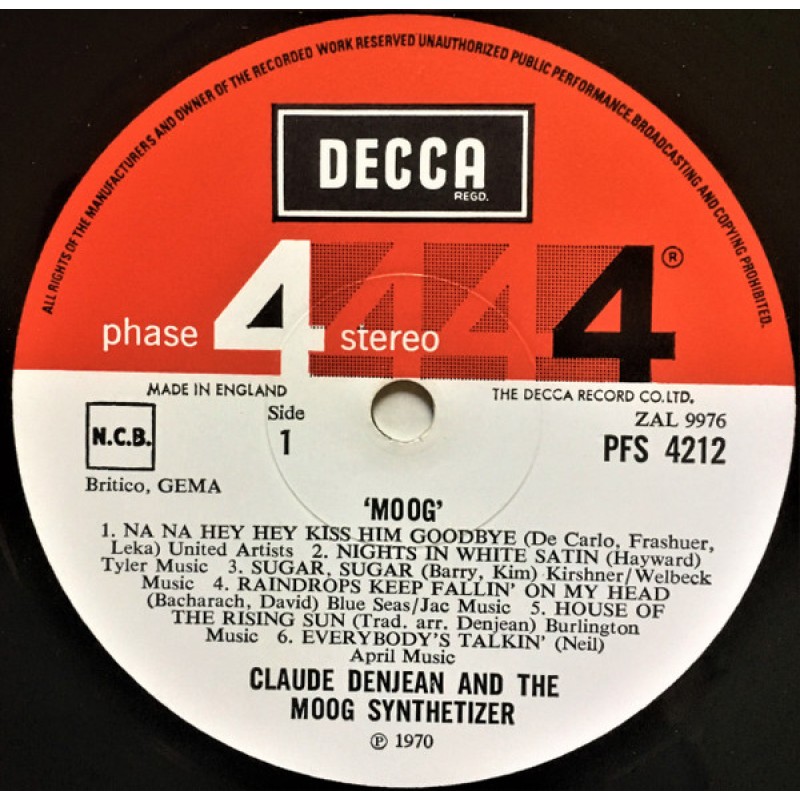 ALL RIGHTS OF THE MANUFACTURERS AND OWNER OF THE RECORDED WORK RESERVED UNAUTHORIZED PUBLIC PERFORMANCE, BROADCASTING AND COPYING PROHIBITED.
DECCA
REGD.
phase 4 stereo 4 4 4 ®
MADE IN ENGLAND THE DECCA RECORD CO. LTD.
Side ZAL 9976
N.C.B. 1 PFS 4212
Britico, GEMA
'MOOG'
1. NA NA HEY HEY KISS HIM GOODBYE (De Carlo, Frashuer,
Leka) United Artists 2. NIGHTS IN WHITE SATIN (Hayward)
Tyler Music 3. SUGAR, SUGAR (Barry, Kim) Kirshner/Welbeck
Music 4. RAINDROPS KEEP FALLIN' ON MY HEAD
(Bacharach, David) Blue Seas/Jac Music 5. HOUSE OF
THE RISING SUN (Trad. arr. Denjean) Burlington
Music 6. EVERYBODY'S TALKIN' (Neil)
April Music
CLAUDE DENJEAN AND THE
MOOG SYNTHETIZER
℗ 1970